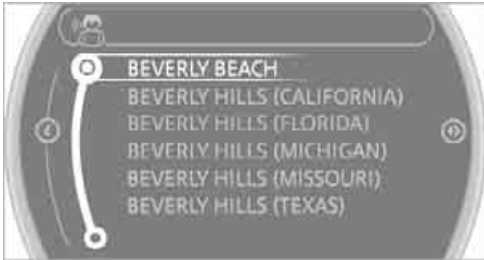 BEVERLY BEACH
BEVERLY HILLS (CALIFORNIA)
BEVERLY HILLS (FLORIDA)
BEVERLY HILLS (MICHIGAN)
BEVERLY HILLS (MISSOURI)
BEVERLY HILLS (TEXAS)